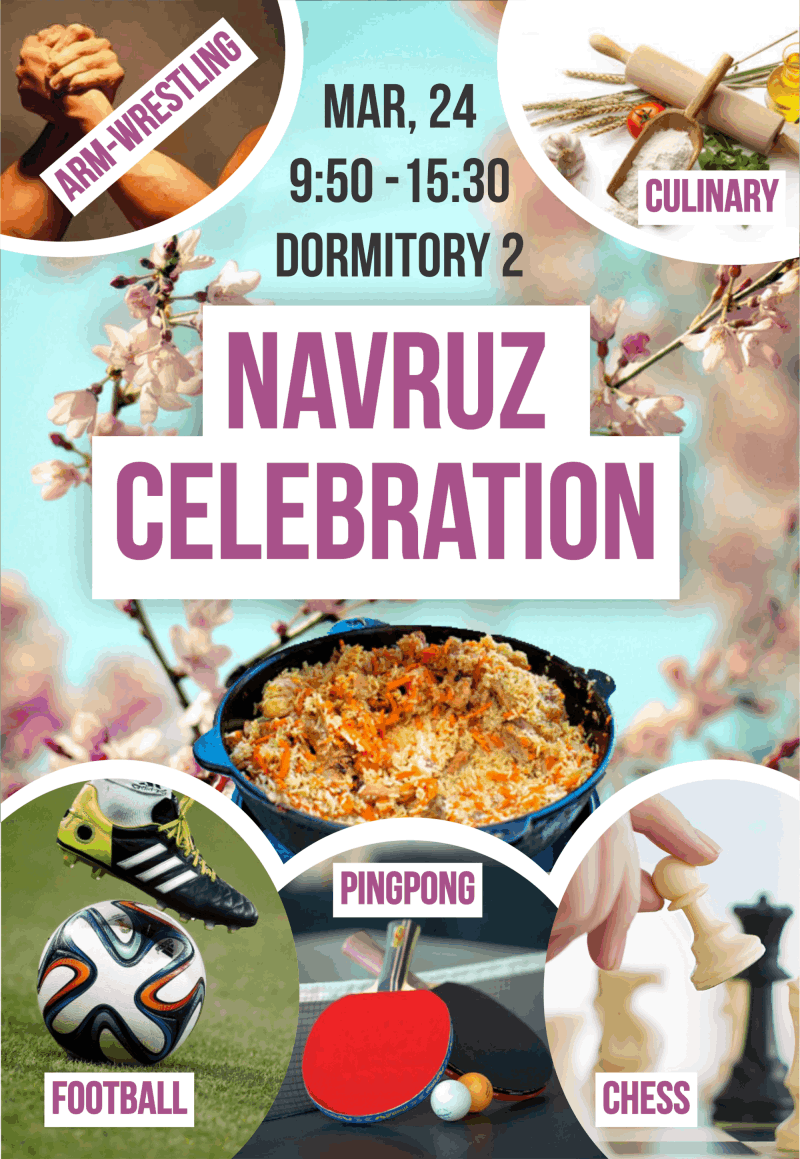 ARM-WRESTLING
MAR, 24
9:50 -15:30
DORMITORY 2
CULINARY
NAVRUZ
CELEBRATION
PINGPONG
FOOTBALL
CHESS